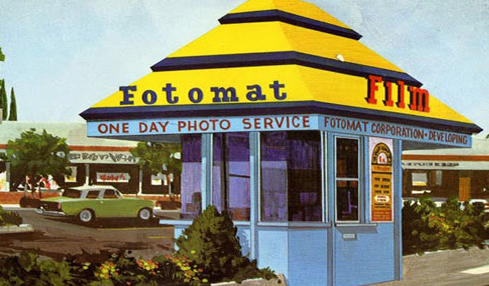 Fotomat
Film
ONE DAY PHOTO SERVICE
FOTOMAT CORPORATION · DEVELOPING